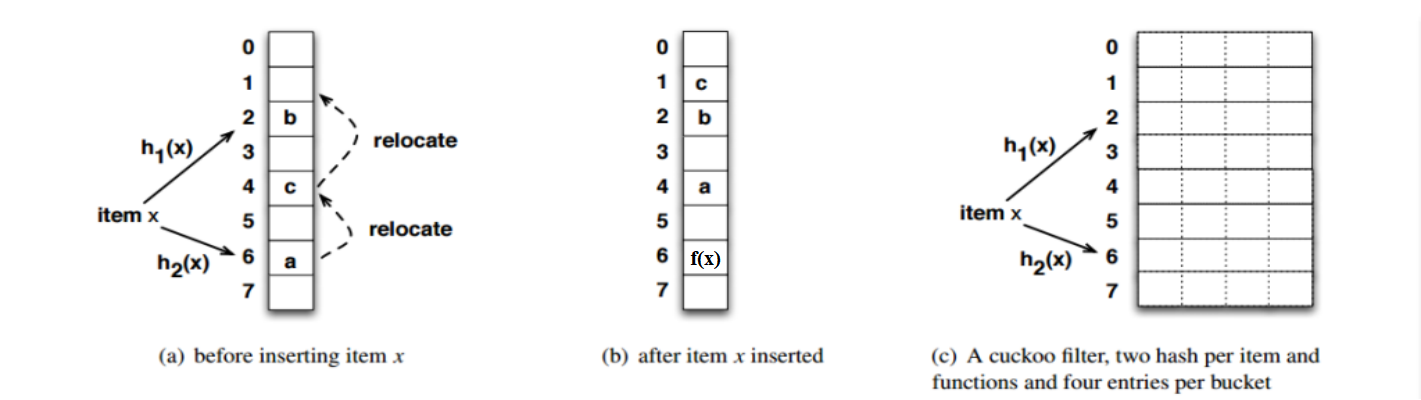 0
1
2 b
3
4 c
5
6 a
7
h1(x)
item x
h2(x)
relocate
relocate
(a) before inserting item x
0
1 c
2 b
3
4 a
5
6 f(x)
7
(b) after item x inserted
0
1
2
3
4
5
6
7
h1(x)
item x
h2(x)
(c) A cuckoo filter, two hash per item and
functions and four entries per bucket